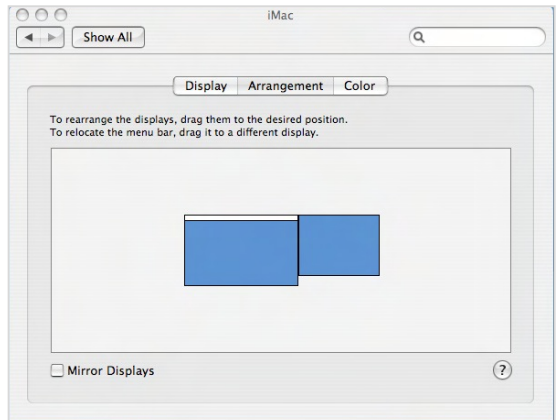 iMac
Show All
Display Arrangement Color
To rearrange the displays, drag them to the desired position.
To relocate the menu bar, drag it to a different display.
Mirror Displays
?